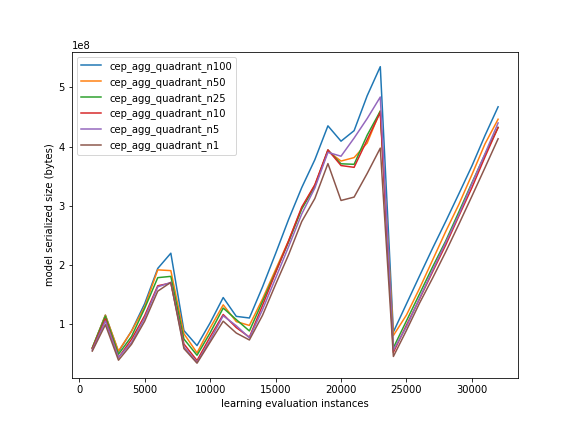 1e8
cep_agg_quadrant_n100
cep_agg_quadrant_n50
cep_agg_quadrant_n25
cep_agg_quadrant_n10
cep_agg_quadrant_n5
cep_agg_quadrant_n1
5
4
3
2
1
model serialized size (bytes)
0 5000 10000 15000 20000 25000 30000
learning evaluation instances